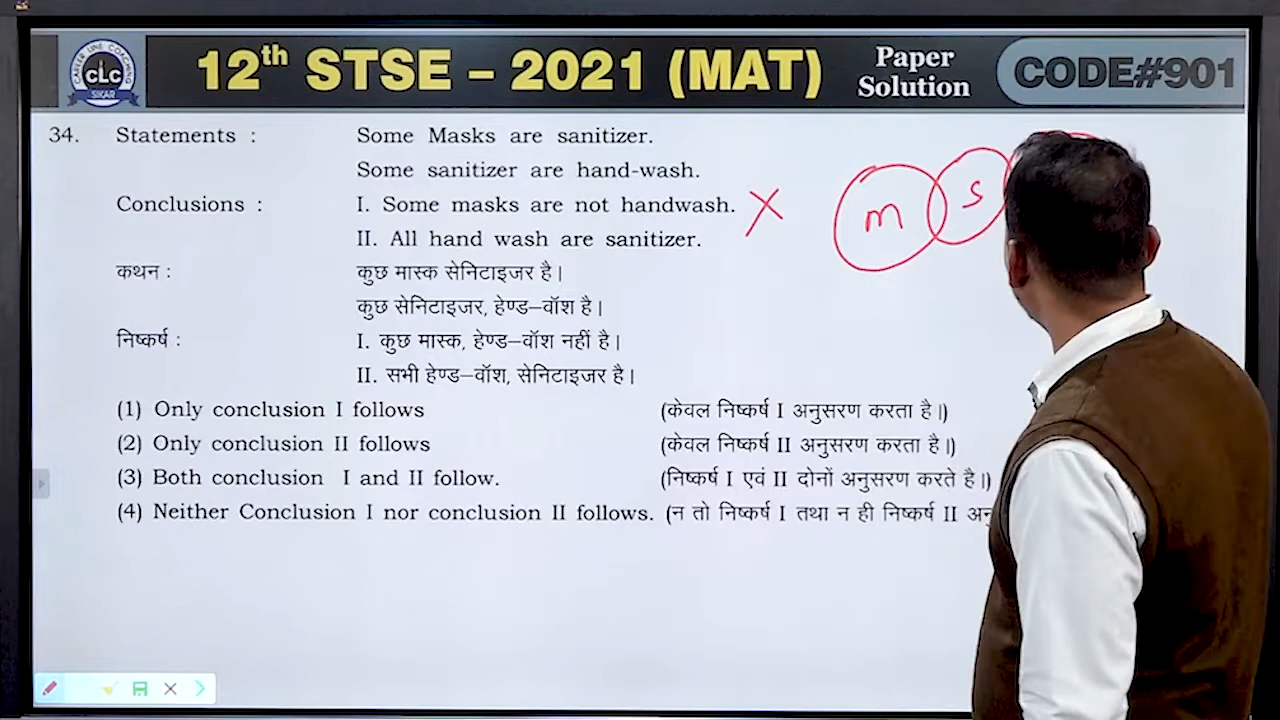 CAREER LINE COACHING
CLC
SIKAR
12th STSE – 2021 (MAT)
Paper
Solution
CODE#901
34. Statements : Some Masks are sanitizer.
Some sanitizer are hand-wash.
Conclusions : I. Some masks are not handwash.
II. All hand wash are sanitizer.
m
s
कथन : कुछ मास्क सेनिटाइजर है।
कुछ सेनिटाइजर, हेण्ड–वॉश है।
निष्कर्ष : I. कुछ मास्क, हेण्ड–वॉश नहीं है।
II. सभी हेण्ड–वॉश, सेनिटाइजर है।
(1) Only conclusion I follows (केवल निष्कर्ष I अनुसरण करता है।)
(2) Only conclusion II follows (केवल निष्कर्ष II अनुसरण करता है।)
(3) Both conclusion I and II follow. (निष्कर्ष I एवं II दोनों अनुसरण करते है।)
(4) Neither Conclusion I nor conclusion II follows. (न तो निष्कर्ष I तथा न ही निष्कर्ष II